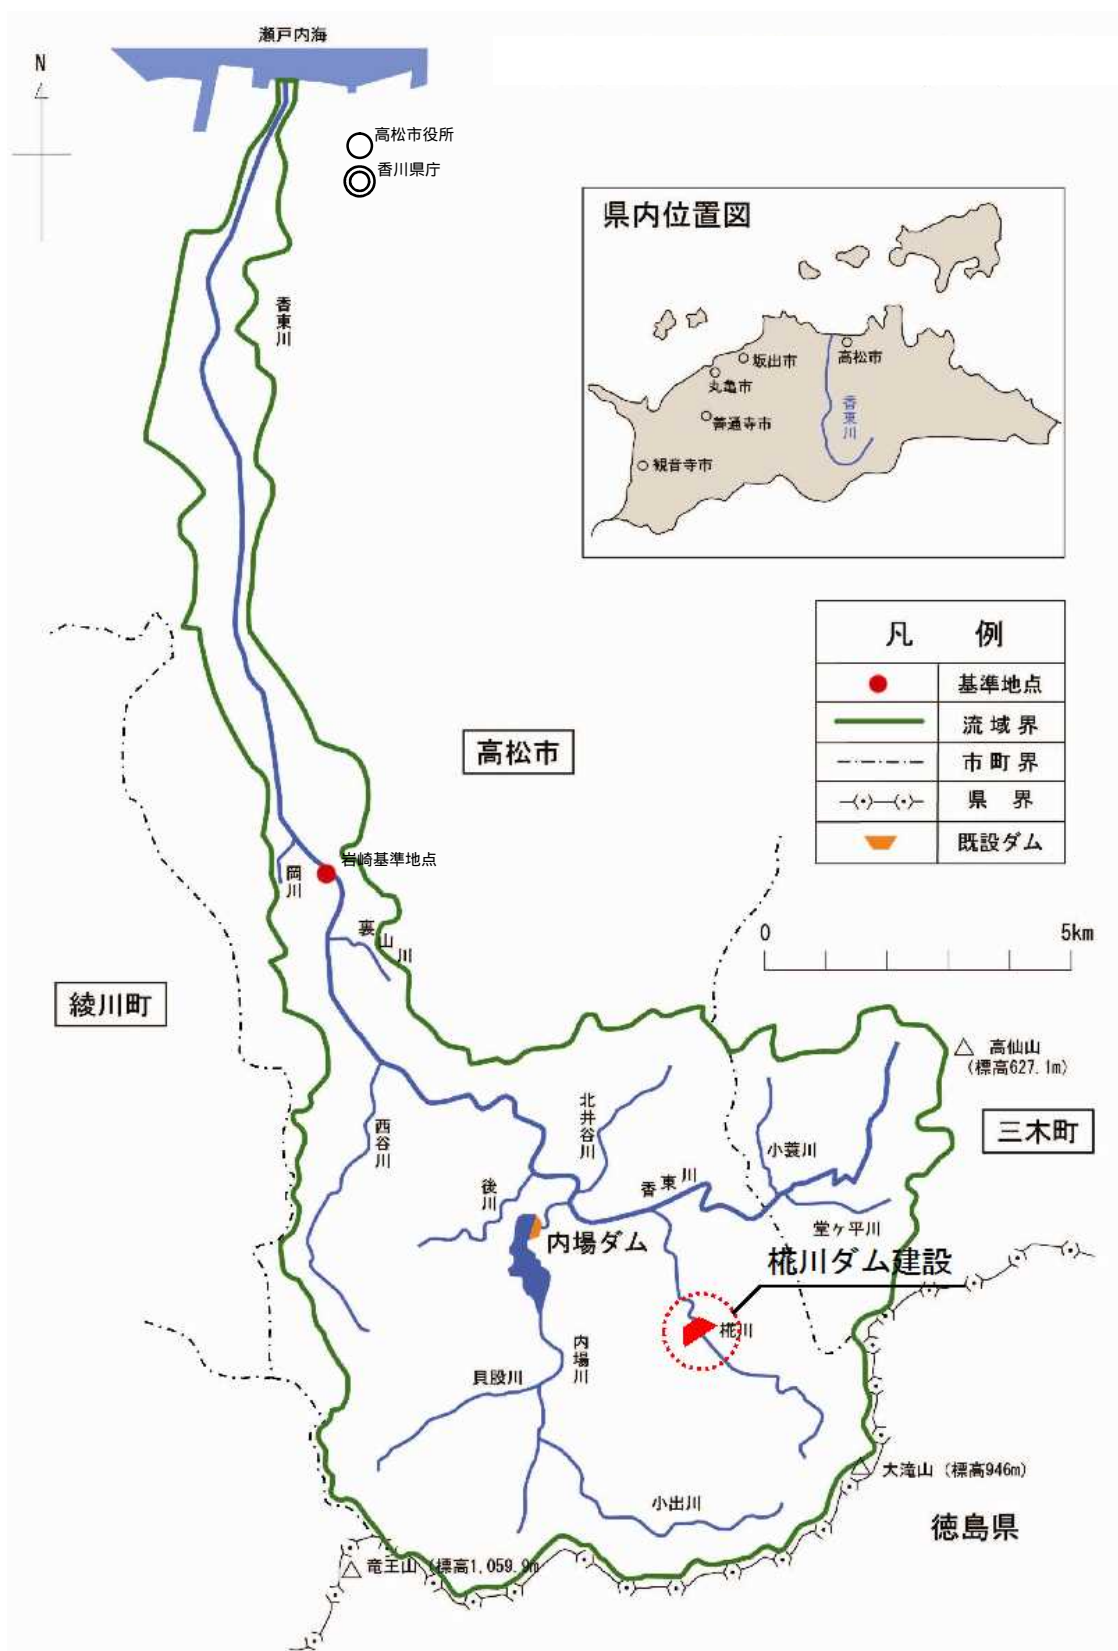 瀬戸内海
N
高松市役所
香川県庁
県内位置図
坂出市
高松市
丸亀市
善通寺市
香東川
観音寺市
香東川
凡 例
基準地点
流域界
市町界
県 界
既設ダム
高松市
岩崎基準地点
岡川
裏山川
0 5km
綾川町
高仙山
(標高627.1m)
三木町
西谷川
北井谷川
小蓑川
後川
香東川
堂ヶ平川
内場ダム
椛川ダム建設
椛川
内場川
貝股川
大滝山 (標高946m)
小出川
徳島県
竜王山 (標高1,059.9m